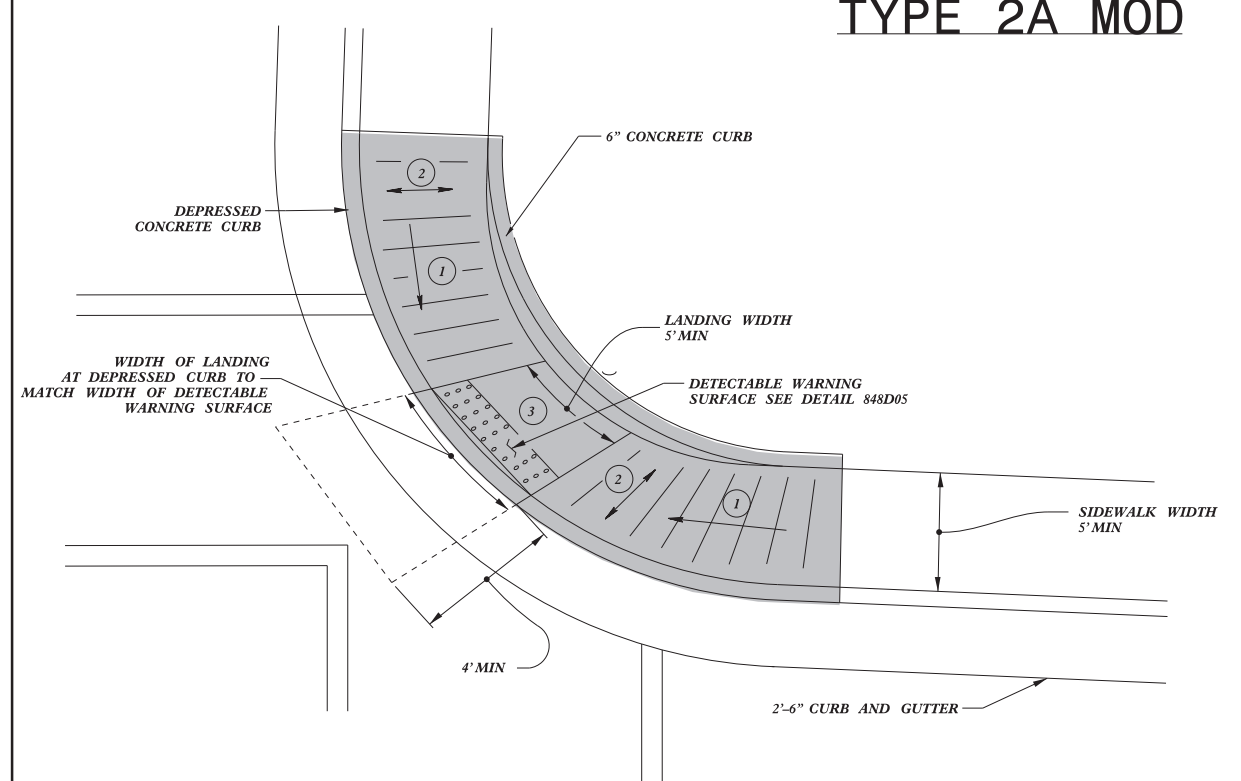 TYPE 2A MOD
6" CONCRETE CURB
2
DEPRESSED
CONCRETE CURB
1
LANDING WIDTH
5' MIN
WIDTH OF LANDING
AT DEPRESSED CURB TO
MATCH WIDTH OF DETECTABLE
WARNING SURFACE
DETECTABLE WARNING
SURFACE SEE DETAIL 848D05
3
2
1
SIDEWALK WIDTH
5' MIN
4' MIN
2'–6" CURB AND GUTTER